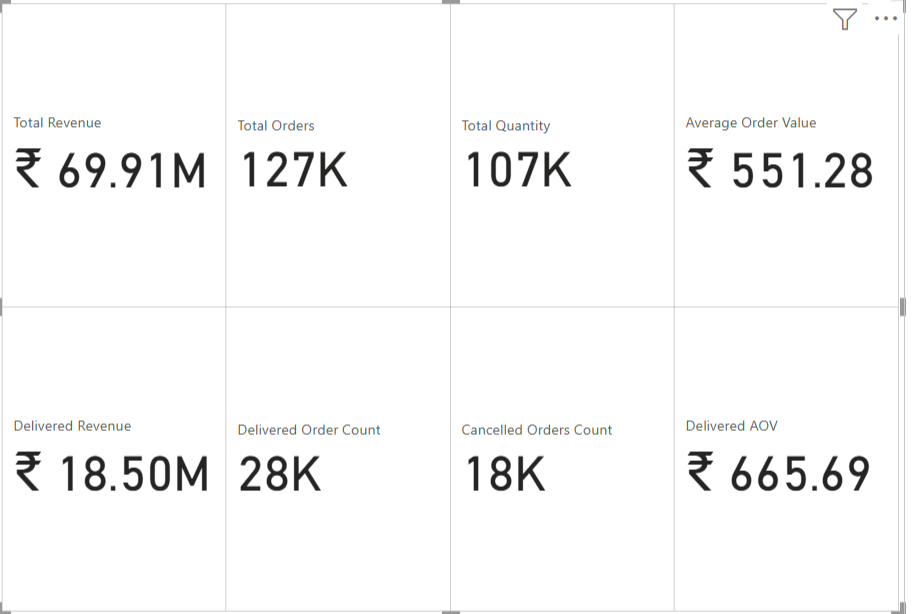 Total Revenue
₹ 69.91M
Total Orders
127K
Total Quantity
107K
Average Order Value
₹ 551.28
Delivered Revenue
₹ 18.50M
Delivered Order Count
28K
Cancelled Orders Count
18K
Delivered AOV
₹ 665.69